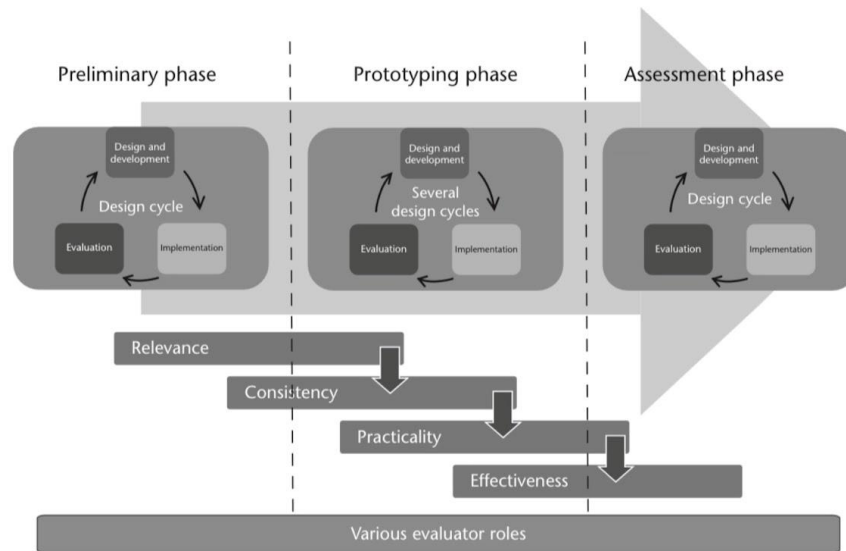 Preliminary phase
Prototyping phase
Assessment phase
Design and
development
Design cycle
Evaluation
Implementation
Design and
development
Several
design cycles
Evaluation
Implementation
Design and
development
Design cycle
Evaluation
Implementation
Relevance
Consistency
Practicality
Effectiveness
Various evaluator roles